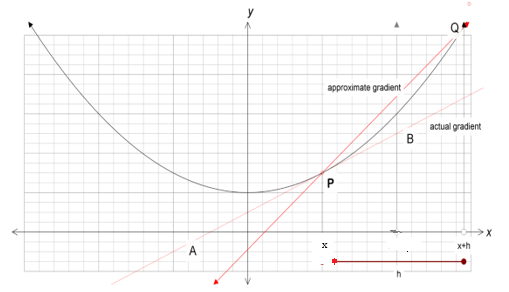 y
Q
approximate gradient
actual gradient
B
P
x
A
x
x+h
h